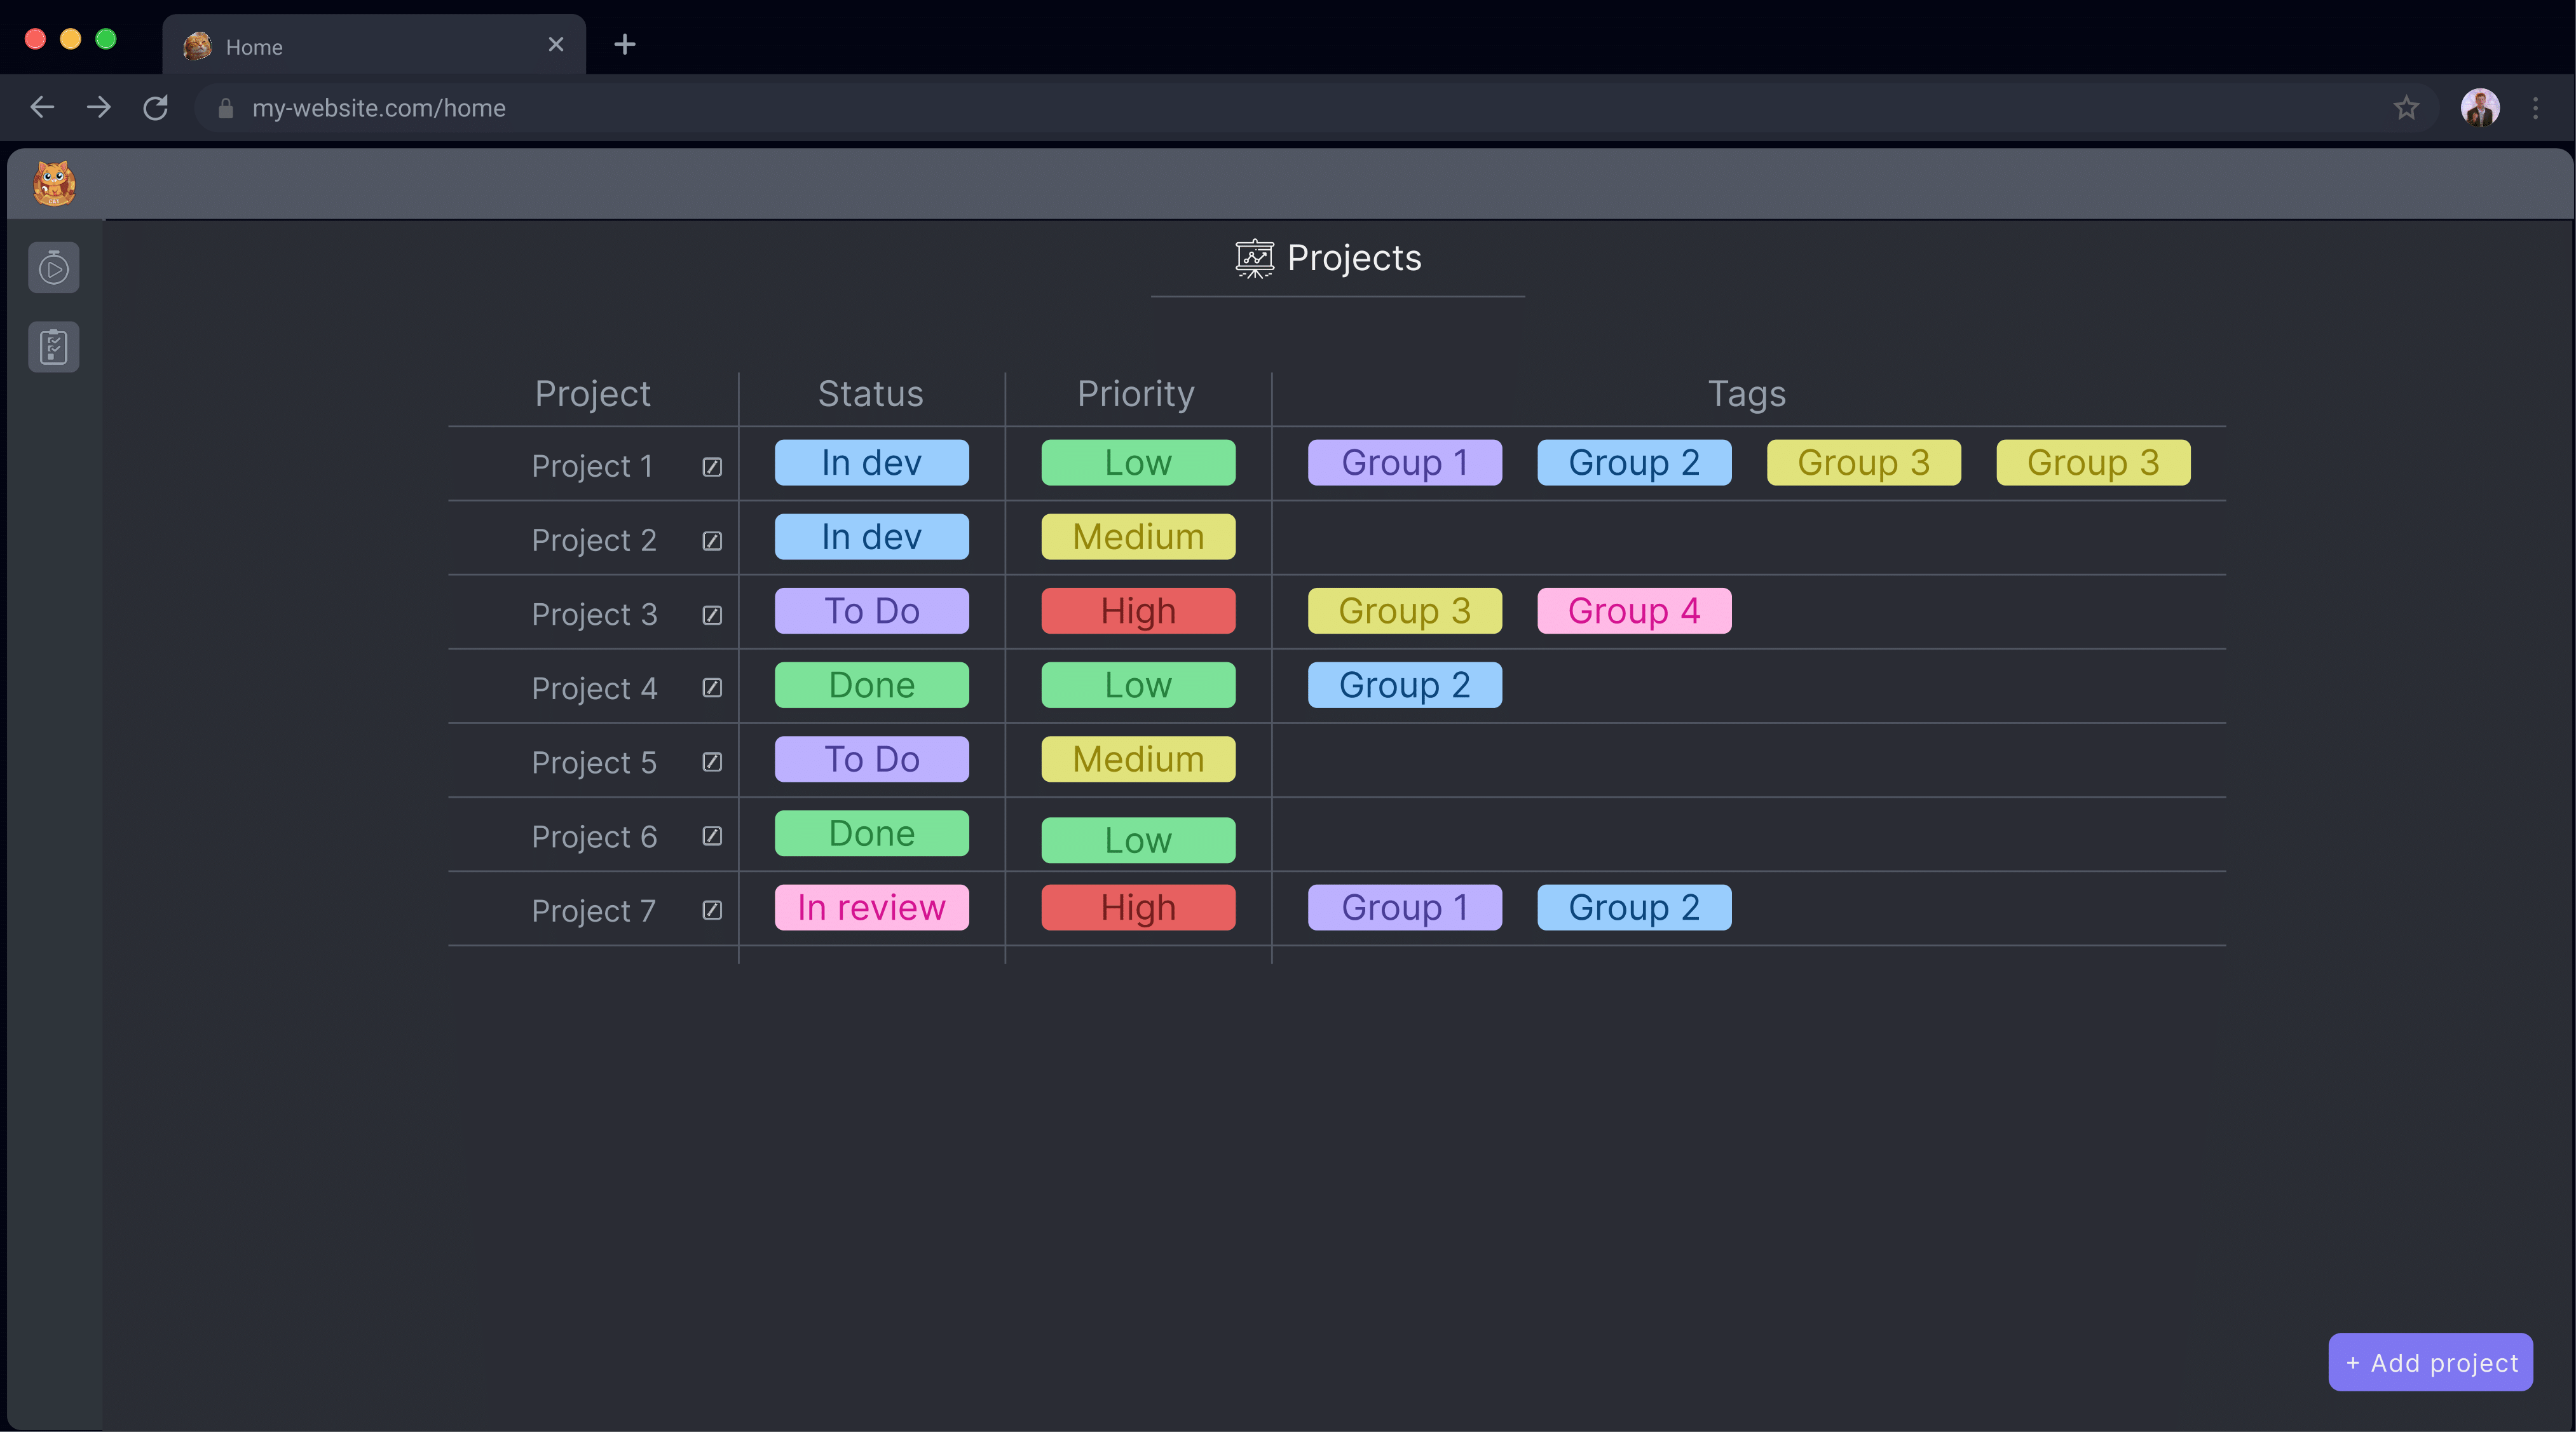 Home
my-website.com/home
CAT
Projects
Project Status Priority Tags
Project 1 In dev Low Group 1 Group 2 Group 3 Group 3
Project 2 In dev Medium
Project 3 To Do High Group 3 Group 4
Project 4 Done Low Group 2
Project 5 To Do Medium
Project 6 Done Low
Project 7 In review High Group 1 Group 2
+ Add project